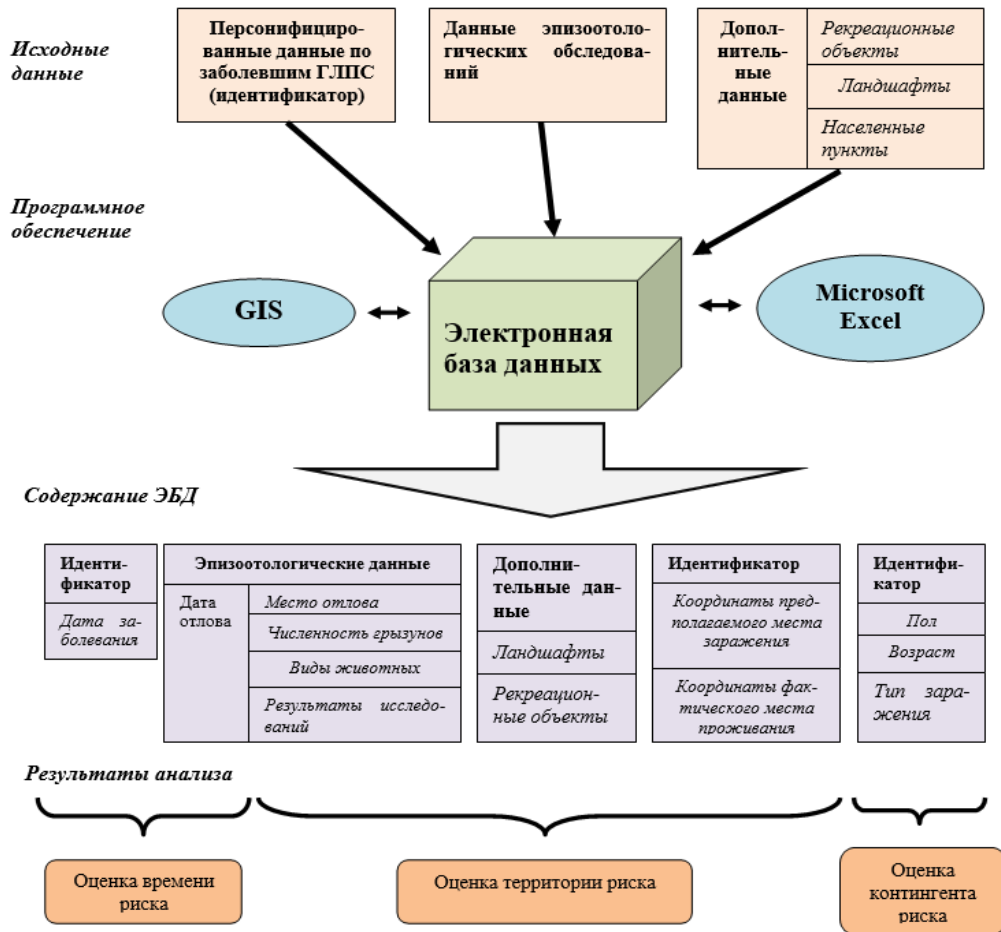 Исходные
данные
Персонифициро-
ванные данные по
заболевшим ГЛПС
(идентификатор)
Данные эпизоото-
логических обследова-
ний
Допол-
нитель-
ные
данные
Рекреационные
объекты
Ландшафты
Населенные
пункты
Программное
обеспечение
GIS
Электронная
база данных
Microsoft
Excel
Содержание ЭБД
Иденти-
фикатор
Дата за-
болевания
Эпизоотологические данные
Дата
отлова
Место отлова
Численность грызунов
Виды животных
Результаты исследо-
ваний
Дополни-
тельные дан-
ные
Ландшафты
Рекреацион-
ные объекты
Идентификатор
Координаты пред-
полагаемого места
заражения
Координаты фак-
тического места
проживания
Идентифи-
катор
Пол
Возраст
Тип зара-
жения
Результаты анализа
Оценка времени
риска
Оценка территории риска
Оценка
контингента
риска